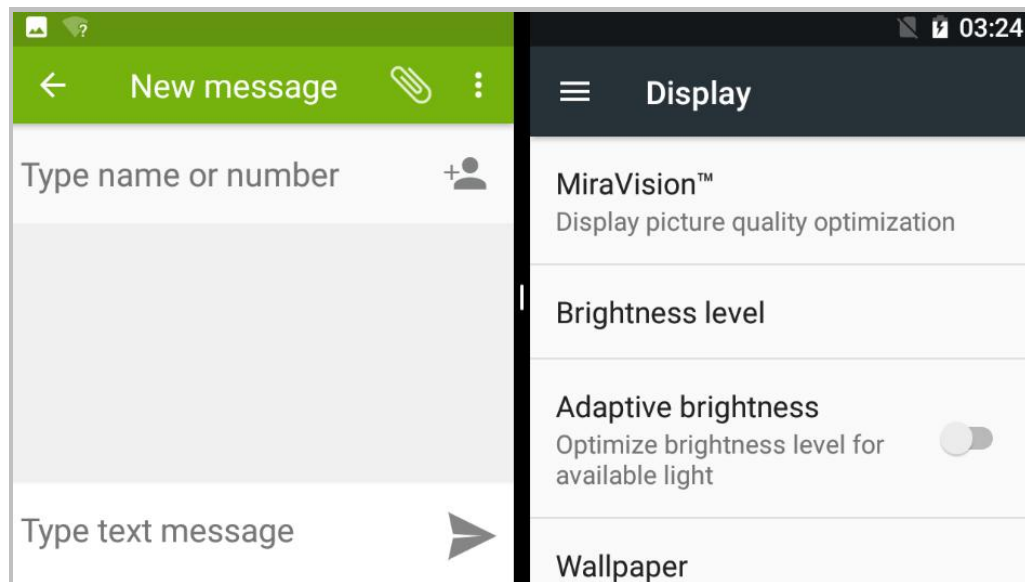 ?
03:24
New message
Type name or number
Type text message
Display
MiraVision™
Display picture quality optimization
Brightness level
Adaptive brightness
Optimize brightness level for
available light
Wallpaper